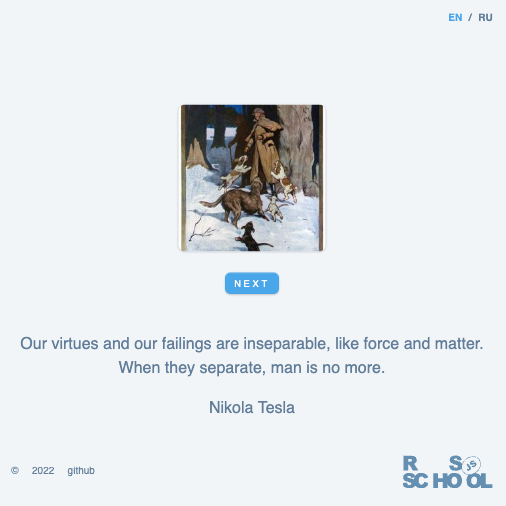 EN / RU
NEXT
Our virtues and our failings are inseparable, like force and matter.
When they separate, man is no more.
Nikola Tesla
© 2022 github
R S JS
SCHOOL